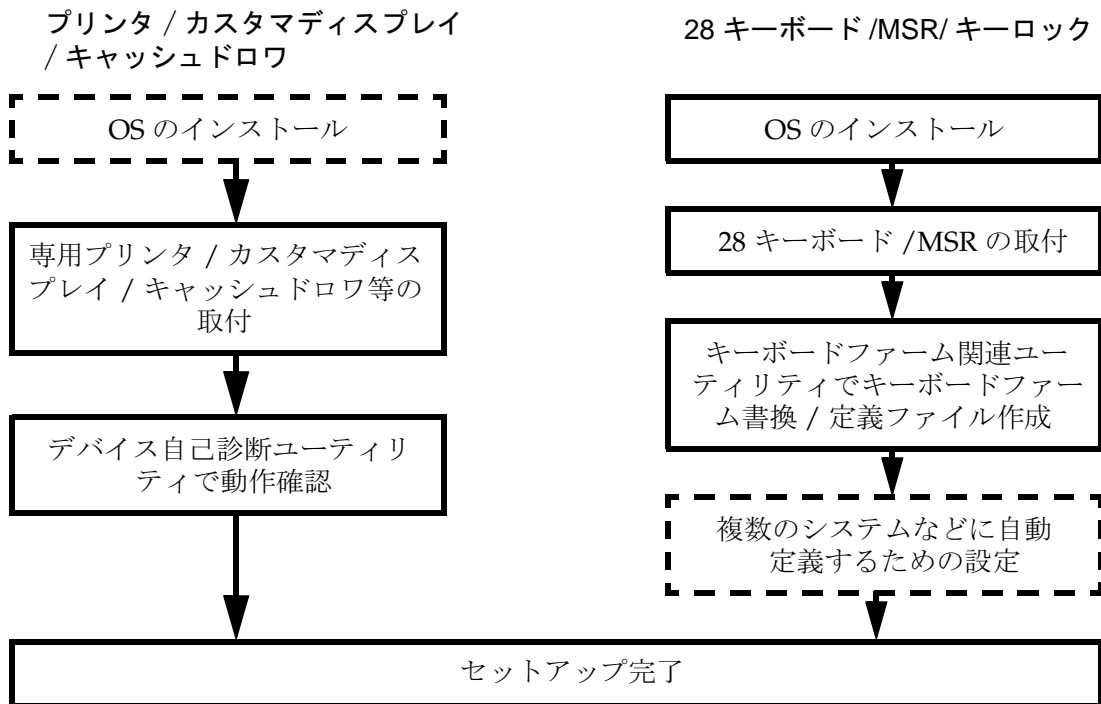 プリンタ / カスタマディスプレイ
/ キャッシュドロワ
OS のインストール
専用プリンタ / カスタマディス
プレイ / キャッシュドロワ等の
取付
デバイス自己診断ユーティリ
ティで動作確認
28 キーボード /MSR/ キーロック
OS のインストール
28 キーボード /MSR の取付
キーボードファーム関連ユー
ティリティでキーボードファー
ム書換 / 定義ファイル作成
複数のシステムなどに自動
定義するための設定
セットアップ完了